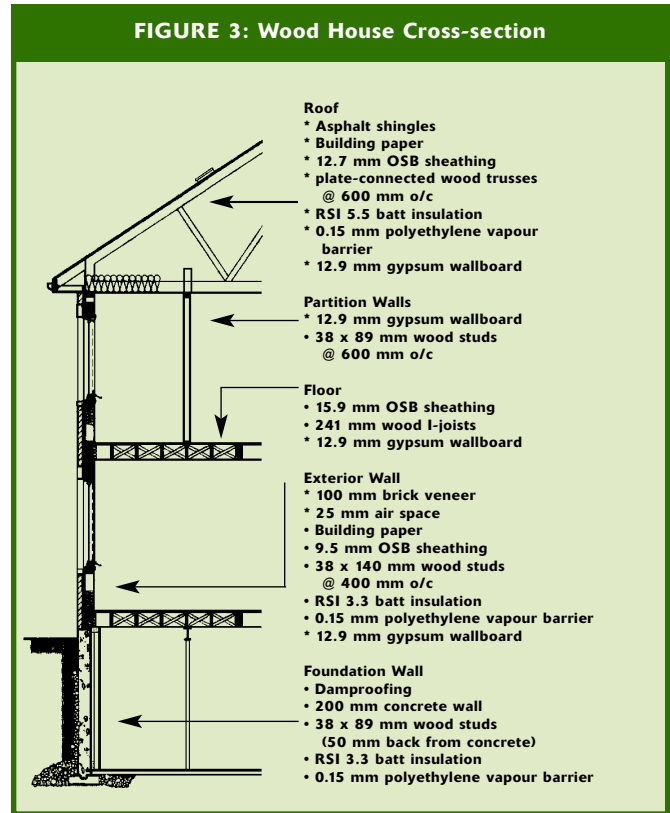 FIGURE 3: Wood House Cross-section
Roof
* Asphalt shingles
* Building paper
* 12.7 mm OSB sheathing
* plate-connected wood trusses
@ 600 mm o/c
* RSI 5.5 batt insulation
* 0.15 mm polyethylene vapour
barrier
* 12.9 mm gypsum wallboard
Partition Walls
* 12.9 mm gypsum wallboard
• 38 x 89 mm wood studs
@ 600 mm o/c
Floor
• 15.9 mm OSB sheathing
• 241 mm wood I-joists
* 12.9 mm gypsum wallboard
Exterior Wall
* 100 mm brick veneer
* 25 mm air space
• Building paper
• 9.5 mm OSB sheathing
• 38 x 140 mm wood studs
@ 400 mm o/c
• RSI 3.3 batt insulation
• 0.15 mm polyethylene vapour barrier
* 12.9 mm gypsum wallboard
Foundation Wall
• Damproofing
• 200 mm concrete wall
• 38 x 89 mm wood studs
(50 mm back from concrete)
• RSI 3.3 batt insulation
• 0.15 mm polyethylene vapour barrier